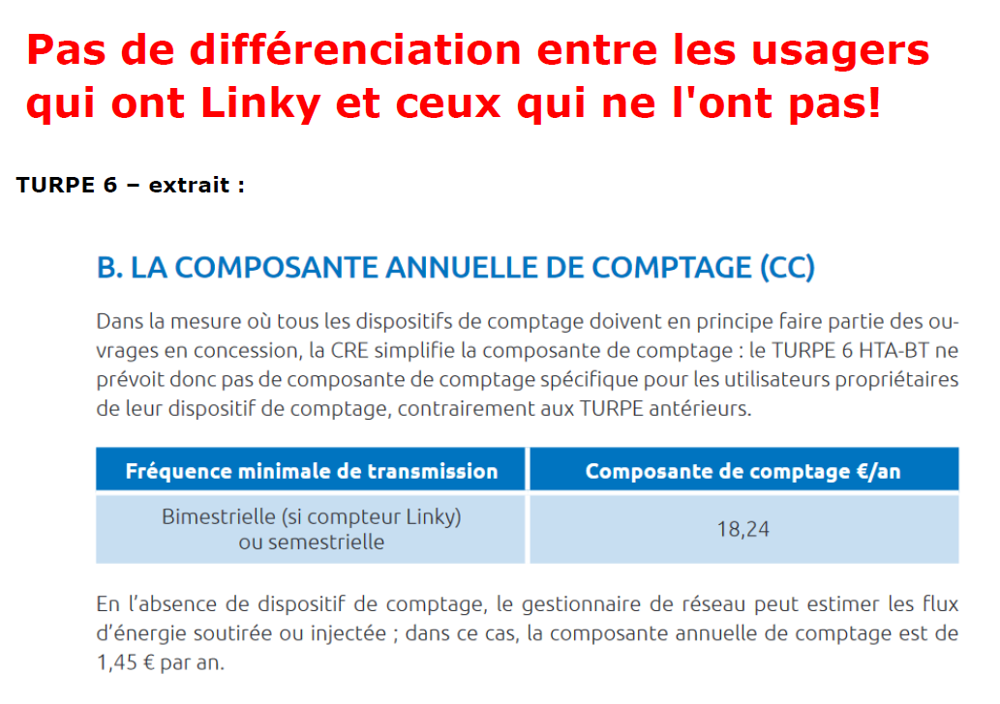 Pas de différenciation entre les usagers
qui ont Linky et ceux qui ne l'ont pas!
TURPE 6 – extrait :
B. LA COMPOSANTE ANNUELLE DE COMPTAGE (CC)
Dans la mesure où tous les dispositifs de comptage doivent en principe faire partie des ou-
vrages en concession, la CRE simplifie la composante de comptage : le TURPE 6 HTA-BT ne
prévoit donc pas de composante de comptage spécifique pour les utilisateurs propriétaires
de leur dispositif de comptage, contrairement aux TURPE antérieurs.
Fréquence minimale de transmission
Composante de comptage €/an
Bimestrielle (si compteur Linky)
ou semestrielle
18,24
En l’absence de dispositif de comptage, le gestionnaire de réseau peut estimer les flux
d’énergie soutirée ou injectée ; dans ce cas, la composante annuelle de comptage est de
1,45 € par an.